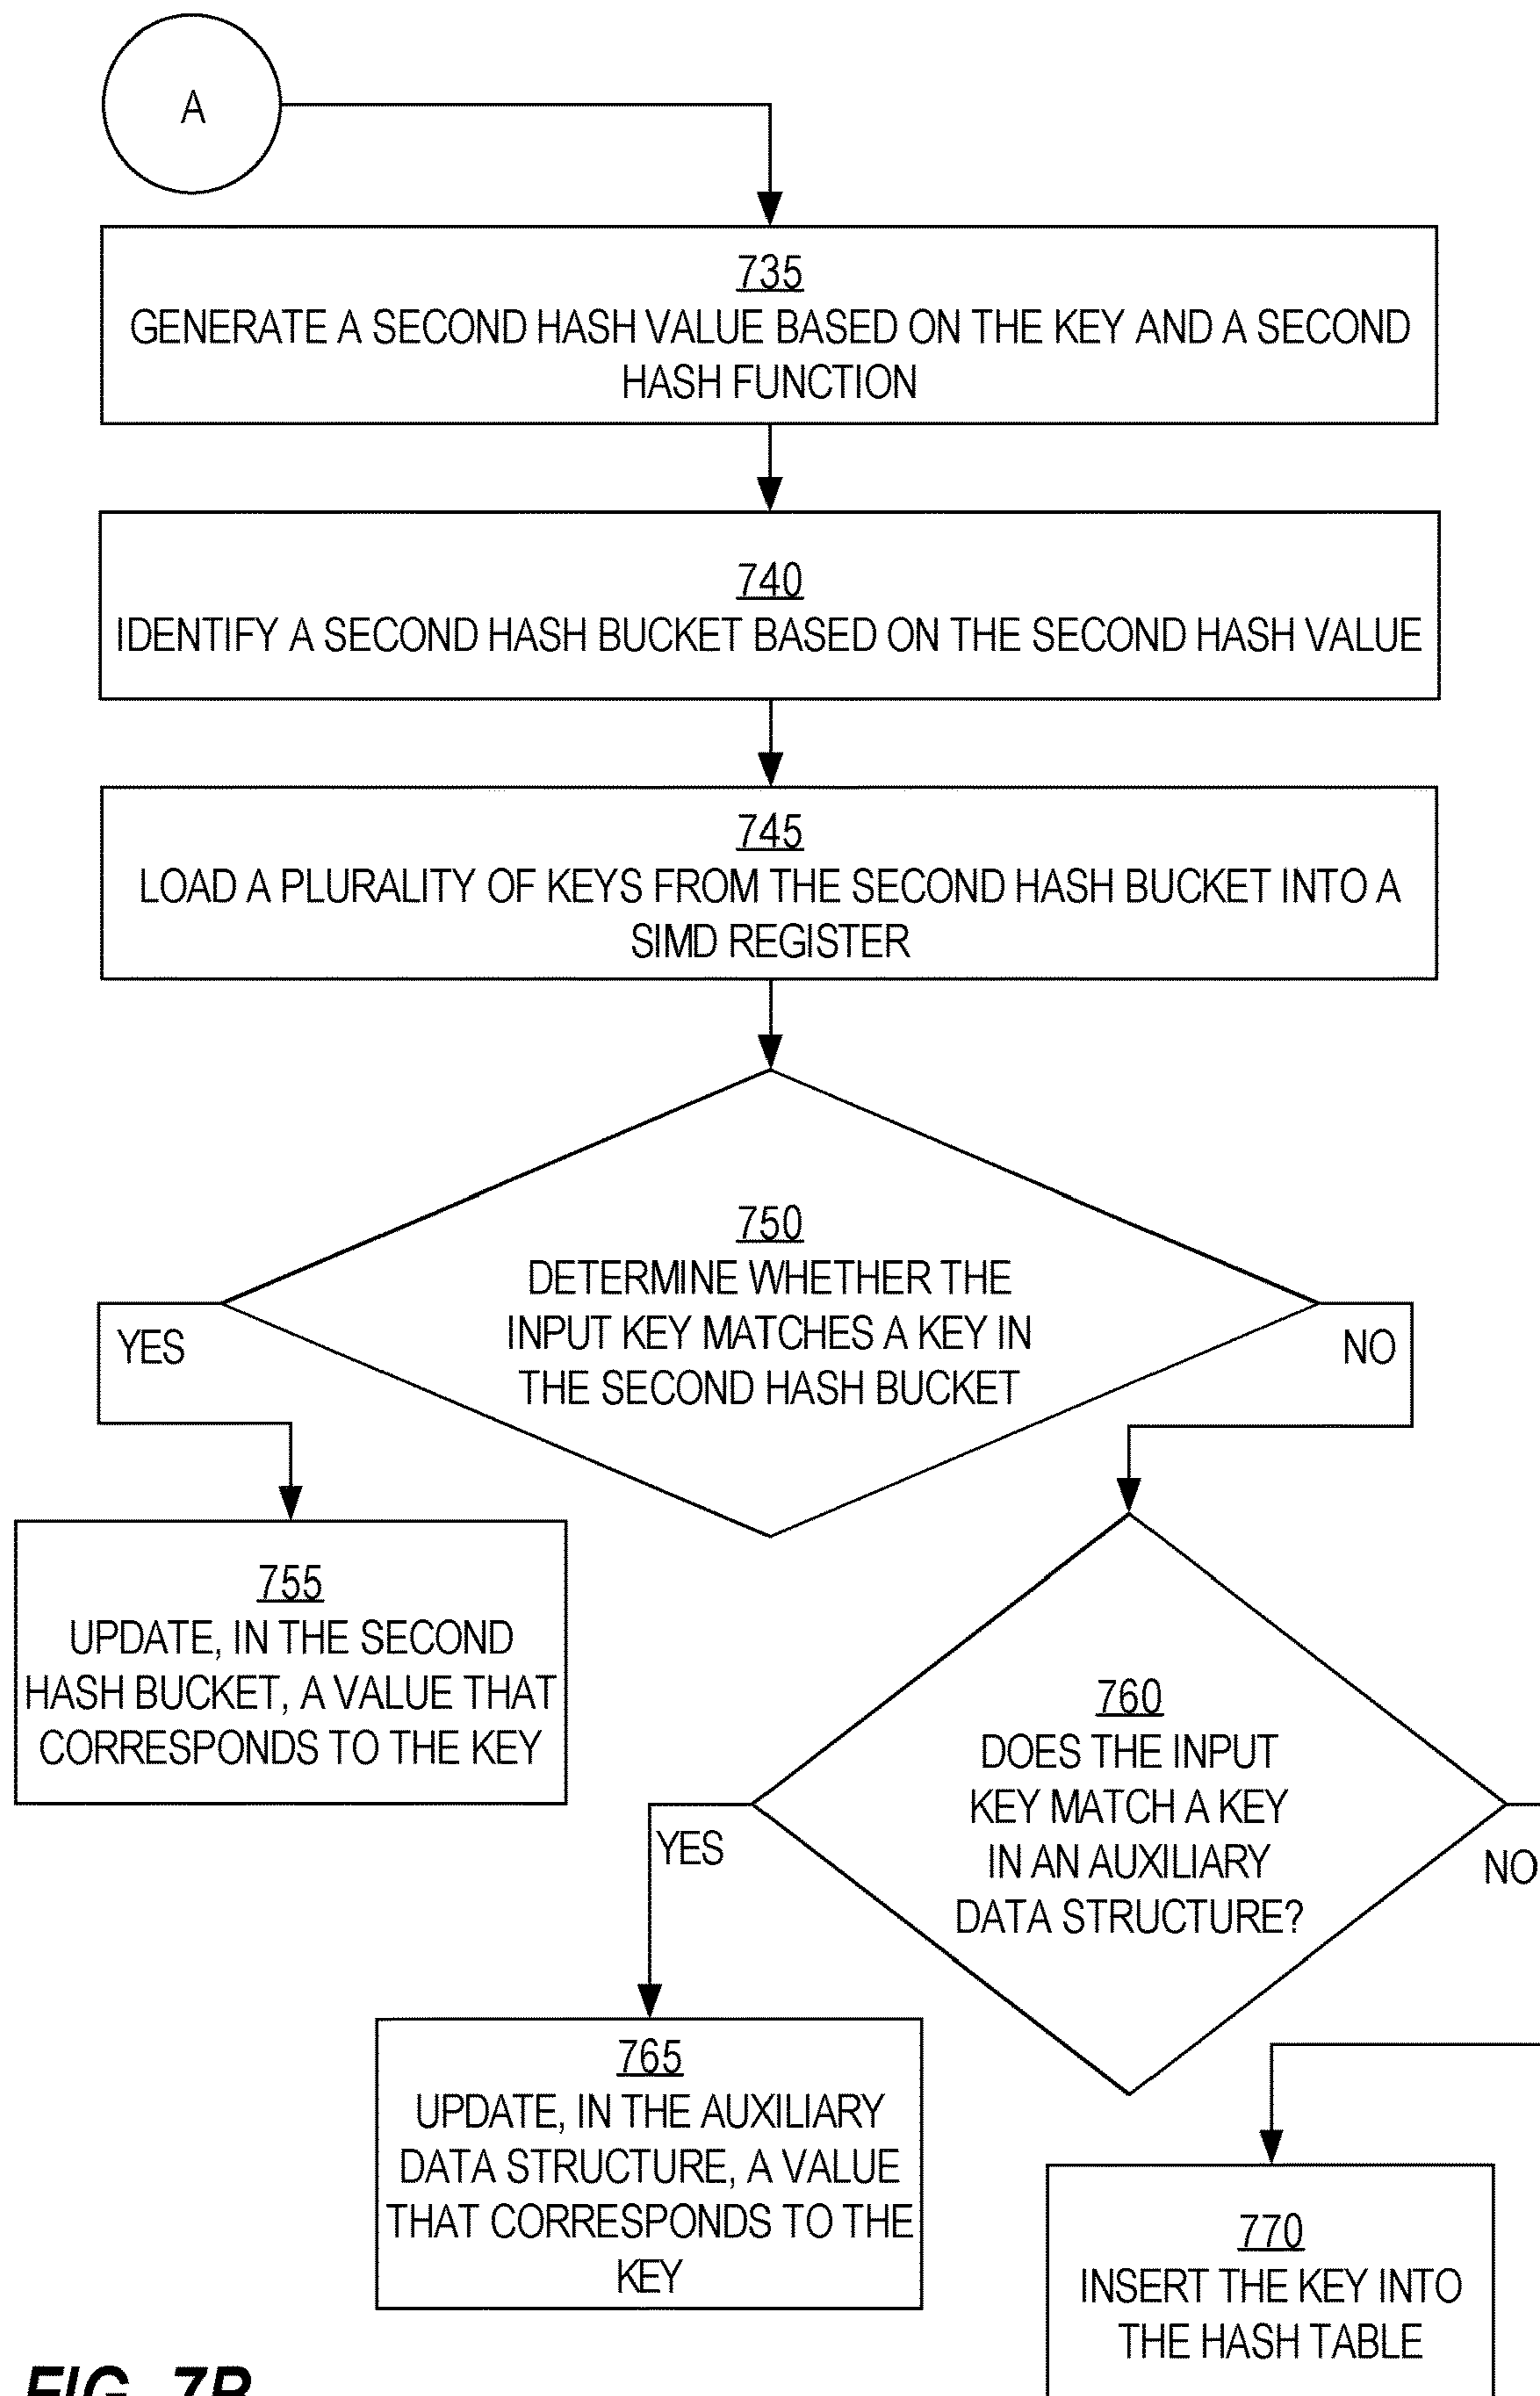 A
735
GENERATE A SECOND HASH VALUE BASED ON THE KEY AND A SECOND
HASH FUNCTION
740
IDENTIFY A SECOND HASH BUCKET BASED ON THE SECOND HASH VALUE
745
LOAD A PLURALITY OF KEYS FROM THE SECOND HASH BUCKET INTO A
SIMD REGISTER
750
DETERMINE WHETHER THE
INPUT KEY MATCHES A KEY IN
THE SECOND HASH BUCKET
YES
NO
755
UPDATE, IN THE SECOND
HASH BUCKET, A VALUE THAT
CORRESPONDS TO THE KEY
760
DOES THE INPUT
KEY MATCH A KEY
IN AN AUXILIARY
DATA STRUCTURE?
YES
NO
765
UPDATE, IN THE AUXILIARY
DATA STRUCTURE, A VALUE
THAT CORRESPONDS TO THE
KEY
770
INSERT THE KEY INTO
THE HASH TABLE
FIG. 7B